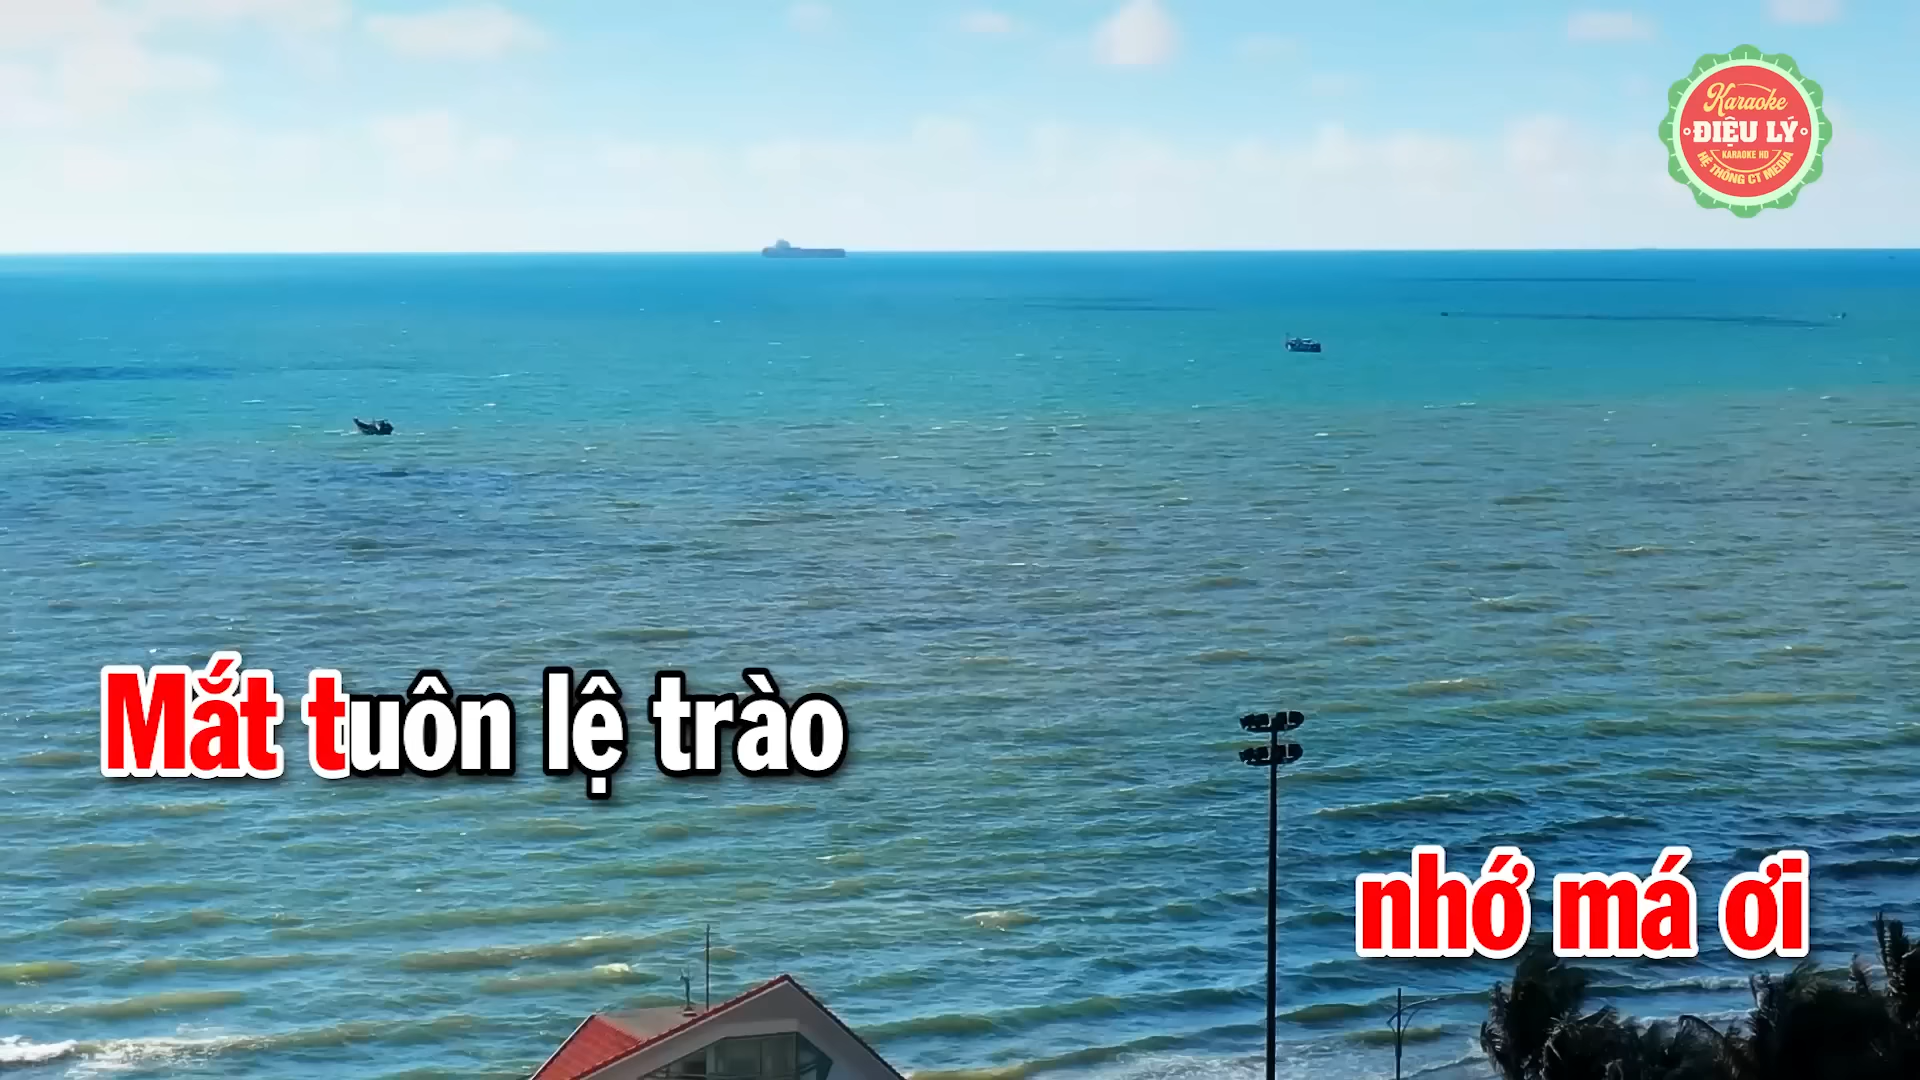 Karaoke
ĐIỆU LÝ
KARAOKE HD
HỆ THỐNG CT MEDIA
Mắt tuôn lệ trào
nhớ má ơi